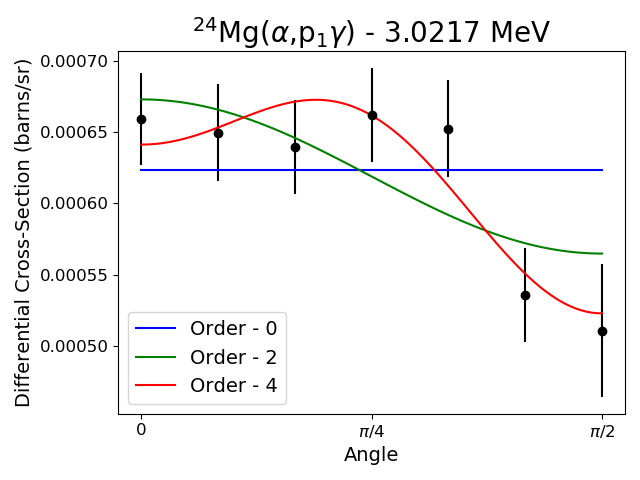 ²⁴Mg(α,p₁γ) - 3.0217 MeV
Differential Cross-Section (barns/sr)
0.00070
0.00065
0.00060
0.00055
0.00050
Order - 0
Order - 2
Order - 4
0
π/4
π/2
Angle